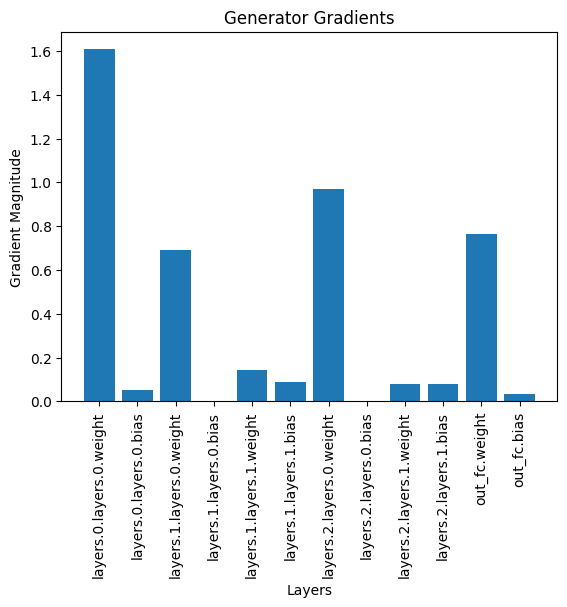 Generator Gradients
Gradient Magnitude
1.6
1.4
1.2
1.0
0.8
0.6
0.4
0.2
0.0
layers.0.layers.0.weight
layers.0.layers.0.bias
layers.1.layers.0.weight
layers.1.layers.0.bias
layers.1.layers.1.weight
layers.1.layers.1.bias
layers.2.layers.0.weight
layers.2.layers.0.bias
layers.2.layers.1.weight
layers.2.layers.1.bias
out_fc.weight
out_fc.bias
Layers